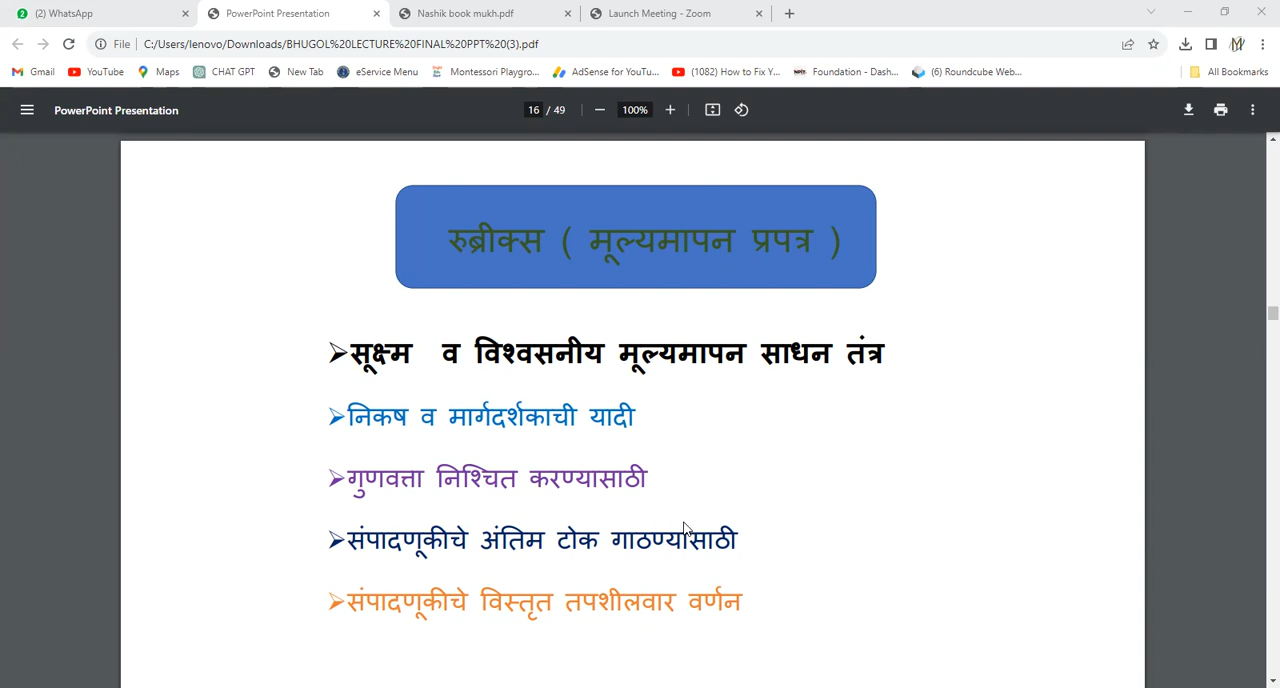 (2) WhatsApp
PowerPoint Presentation
Nashik book mukh.pdf
Launch Meeting - Zoom
File
C:/Users/lenovo/Downloads/BHUGOL%20LECTURE%20FINAL%20PPT%20(3).pdf
Gmail
YouTube
Maps
CHAT GPT
New Tab
eService Menu
Montessori Playgro...
AdSense for YouTu...
(1082) How to Fix Y...
Foundation - Dash...
(6) Roundcube Web...
All Bookmarks
PowerPoint Presentation
16 / 49
100%
रुब्रीक्स ( मूल्यमापन प्रपत्र )
➢सूक्ष्म व विश्वसनीय मूल्यमापन साधन तंत्र
➢निकष व मार्गदर्शकाची यादी
➢गुणवत्ता निश्चित करण्यासाठी
➢संपादणूकीचे अंतिम टोक गाठण्यासाठी
➢संपादणूकीचे विस्तृत तपशीलवार वर्णन